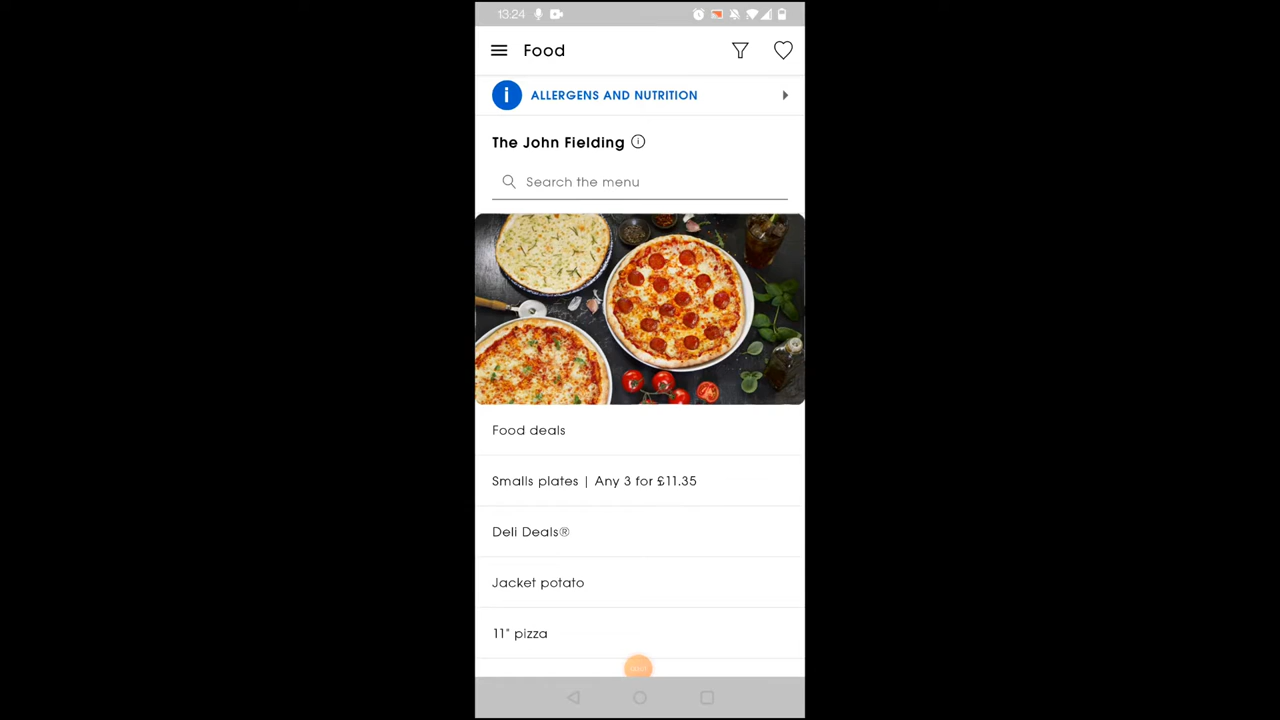 13.24
Food
i ALLERGENS AND NUTRITION
The John Fielding
Search the menu
Food deals
Smalls plates | Any 3 for £11.35
Deli Deals®
Jacket potato
11" pizza